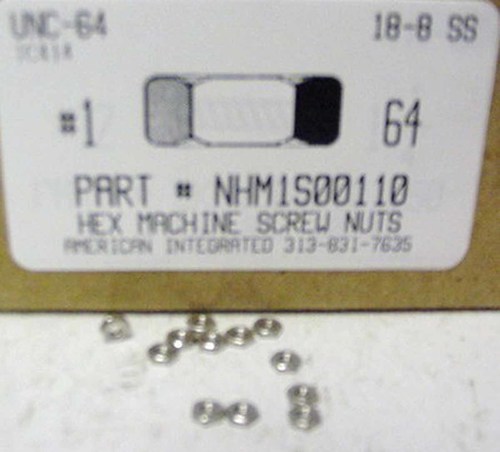 UNC-64 18-8 SS
#1 64
PART # NHM1S00110
HEX MACHINE SCREW NUTS
AMERICAN INTEGRATED 313-831-7635